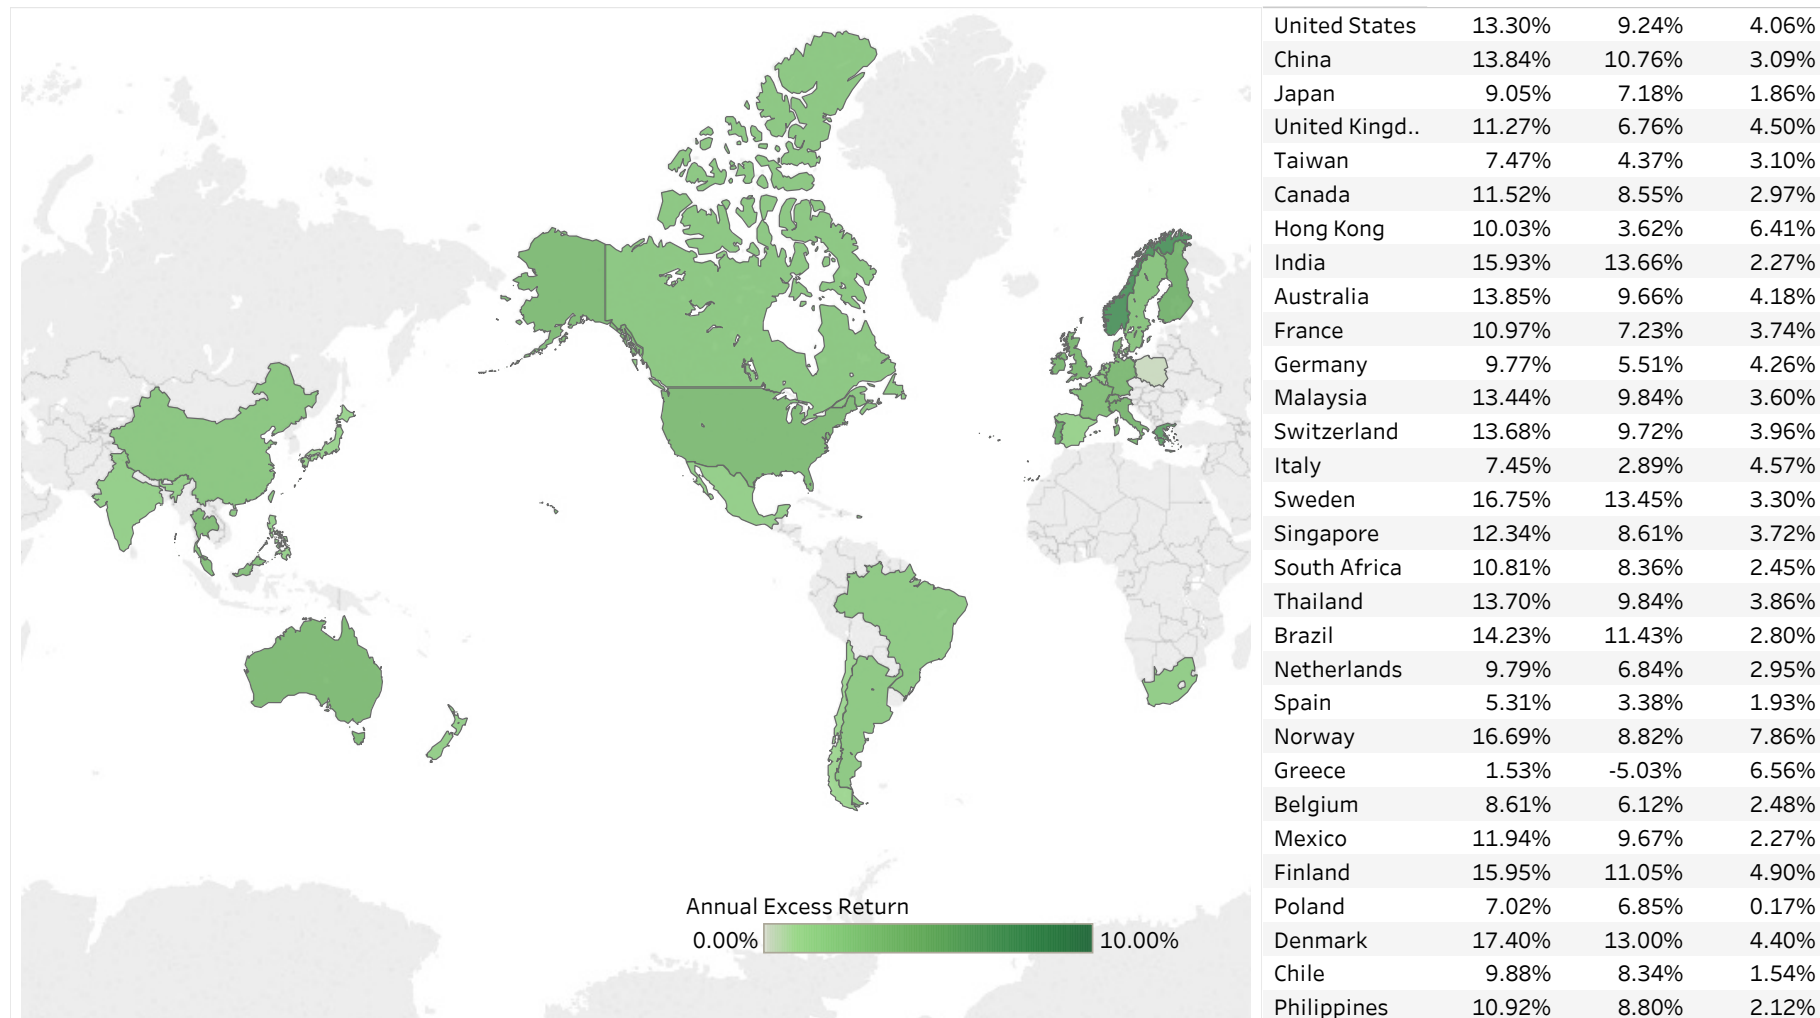 United States 13.30% 9.24% 4.06%
China 13.84% 10.76% 3.09%
Japan 9.05% 7.18% 1.86%
United Kingd.. 11.27% 6.76% 4.50%
Taiwan 7.47% 4.37% 3.10%
Canada 11.52% 8.55% 2.97%
Hong Kong 10.03% 3.62% 6.41%
India 15.93% 13.66% 2.27%
Australia 13.85% 9.66% 4.18%
France 10.97% 7.23% 3.74%
Germany 9.77% 5.51% 4.26%
Malaysia 13.44% 9.84% 3.60%
Switzerland 13.68% 9.72% 3.96%
Italy 7.45% 2.89% 4.57%
Sweden 16.75% 13.45% 3.30%
Singapore 12.34% 8.61% 3.72%
South Africa 10.81% 8.36% 2.45%
Thailand 13.70% 9.84% 3.86%
Brazil 14.23% 11.43% 2.80%
Netherlands 9.79% 6.84% 2.95%
Spain 5.31% 3.38% 1.93%
Norway 16.69% 8.82% 7.86%
Greece 1.53% -5.03% 6.56%
Belgium 8.61% 6.12% 2.48%
Mexico 11.94% 9.67% 2.27%
Finland 15.95% 11.05% 4.90%
Poland 7.02% 6.85% 0.17%
Denmark 17.40% 13.00% 4.40%
Chile 9.88% 8.34% 1.54%
Philippines 10.92% 8.80% 2.12%
Annual Excess Return
0.00% 10.00%